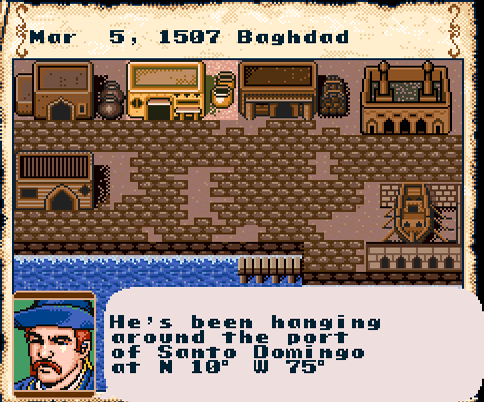 Mar 5, 1507 Baghdad
He's been hanging
around the port
of Santo Domingo
at N 10° W 75°